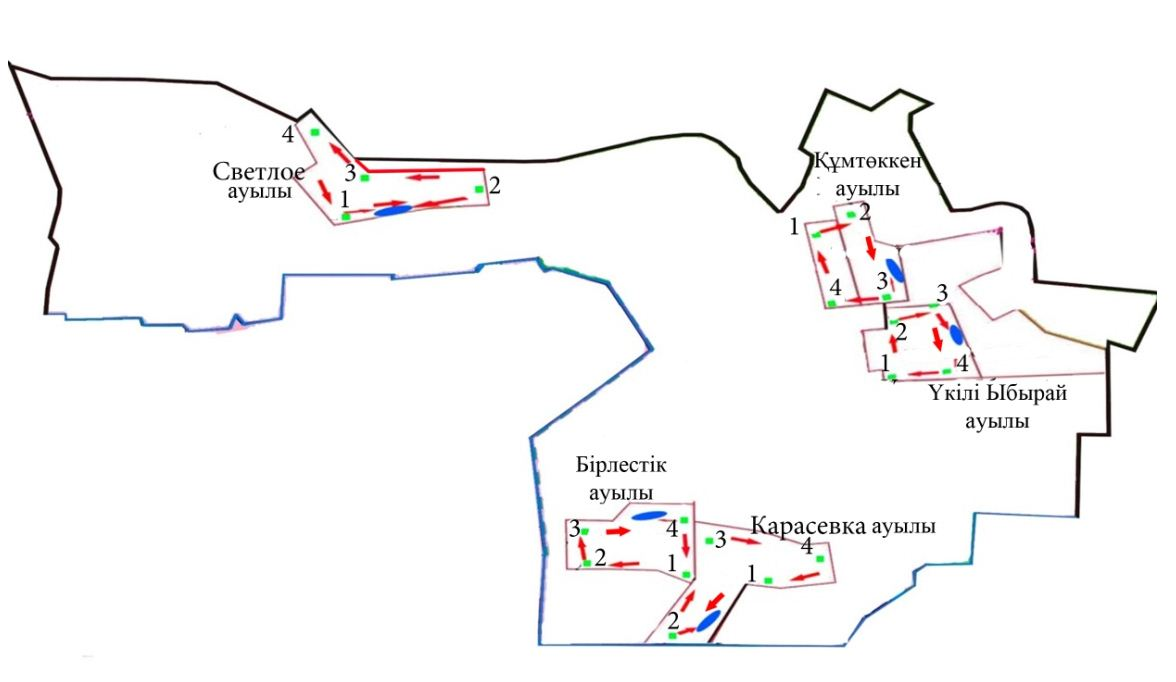 4
Светлое
ауылы
3
2
1
Құмтөккен
ауылы
1
2
3
4
3
2
1
4
Үкілі Ыбырай
ауылы
Бірлестік
ауылы
3
4
2
1
Карасевка ауылы
3
4
1
2